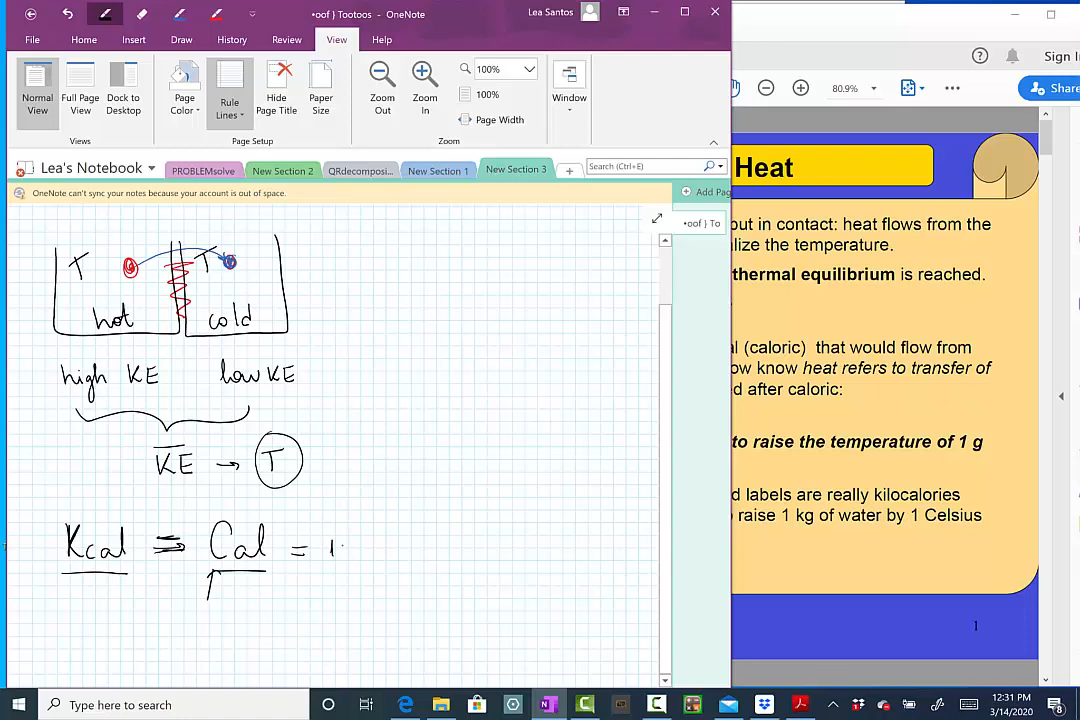 •oof } Tootoos - OneNote
Lea Santos
File Home Insert Draw History Review View Help
Normal View
Full Page View
Dock to Desktop
Page Color
Rule Lines
Hide Page Title
Paper Size
Zoom Out
Zoom In
100%
100%
Page Width
Window
Views
Page Setup
Zoom
Lea's Notebook
PROBLEMsolve
New Section 2
QRdecomposi...
New Section 1
New Section 3
Search (Ctrl+E)
OneNote can't sync your notes because your account is out of space.
Add Pag
•oof } To
T T
hot cold
high KE low KE
KE → T
Kcal = Cal = 1
Sign I
80.9%
Share
Heat
put in contact: heat flows from the
lize the temperature.
thermal equilibrium is reached.
al (caloric) that would flow from
ow know heat refers to transfer of
d after caloric:
to raise the temperature of 1 g
d labels are really kilocalories
raise 1 kg of water by 1 Celsius
1
Type here to search
12:31 PM
3/14/2020
8